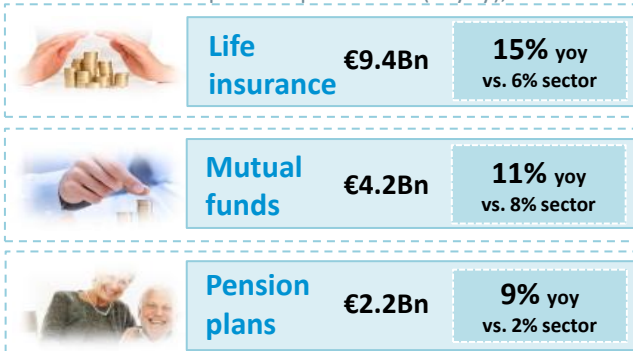 Life
insurance
€9.4Bn
15% yoy
vs. 6% sector
Mutual
funds
€4.2Bn
11% yoy
vs. 8% sector
Pension
plans
€2.2Bn
9% yoy
vs. 2% sector